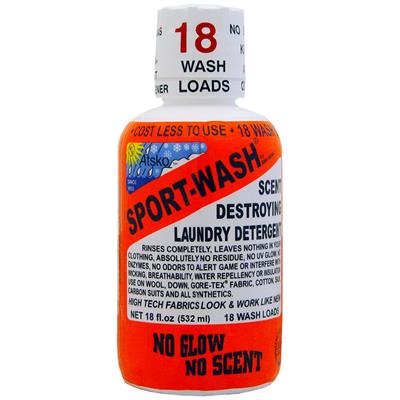 18
NO
WASH
LOADS
• COST LESS TO USE • 18 WASH
Atsko™
SINCE
SPORT-WASH®
SCENT
DESTROYING
LAUNDRY DETERGENT
RINSES COMPLETELY, LEAVES NOTHING IN YOUR
CLOTHING, ABSOLUTELY NO RESIDUE, NO UV GLOW,
ENZYMES, NO ODORS TO ALERT GAME OR INTERFERE WITH
WICKING, BREATHABILITY, WATER REPELLENCY OR INSULATION
USE ON WOOL, DOWN, GORE-TEX® FABRIC, COTTON,
CARBON SUITS AND ALL SYNTHETICS.
HIGH TECH FABRICS LOOK & WORK LIKE NEW
NET 18 fl.oz (532 ml) 18 WASH LOADS
NO GLOW
NO SCENT